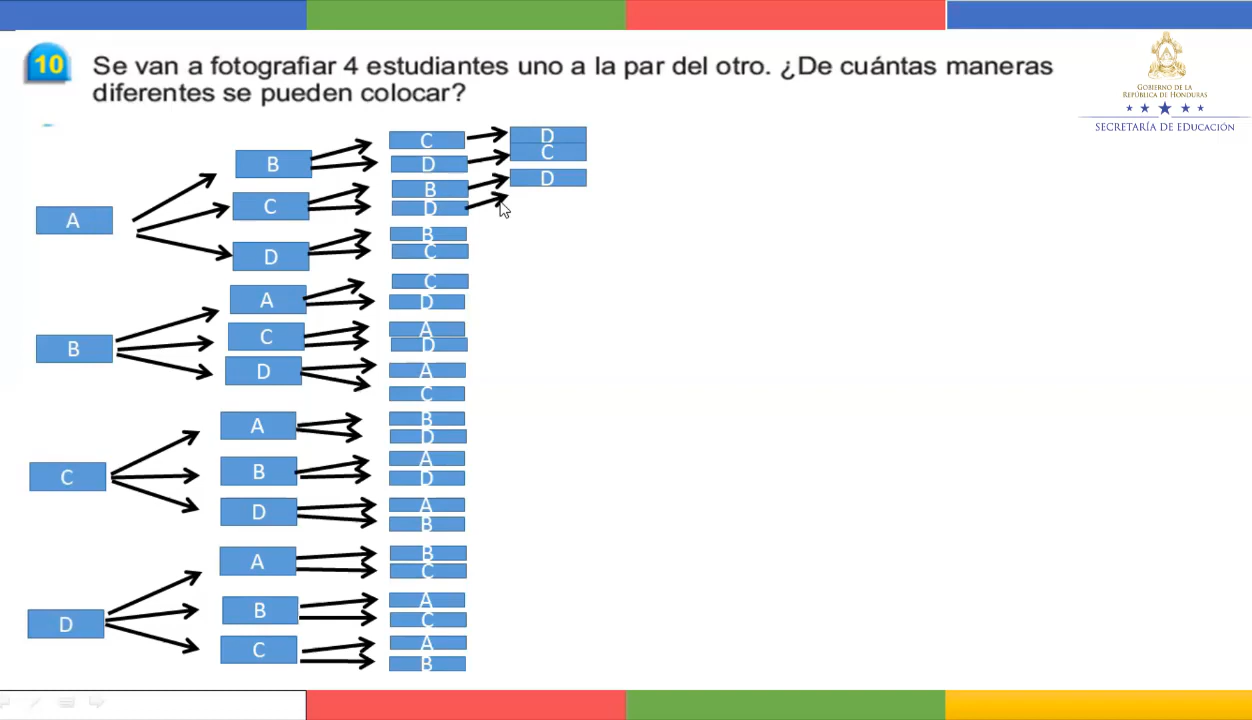 10 Se van a fotografiar 4 estudiantes uno a la par del otro. ¿De cuántas maneras
diferentes se pueden colocar?
GOBIERNO DE LA
REPÚBLICA DE HONDURAS
SECRETARÍA DE EDUCACIÓN
C D
B D C
B D
A C D
B
D C
C
A D
A
B C D
A
D C
B
A D
A
C B D
A
D B
B
A C
A
D B C
A
C B